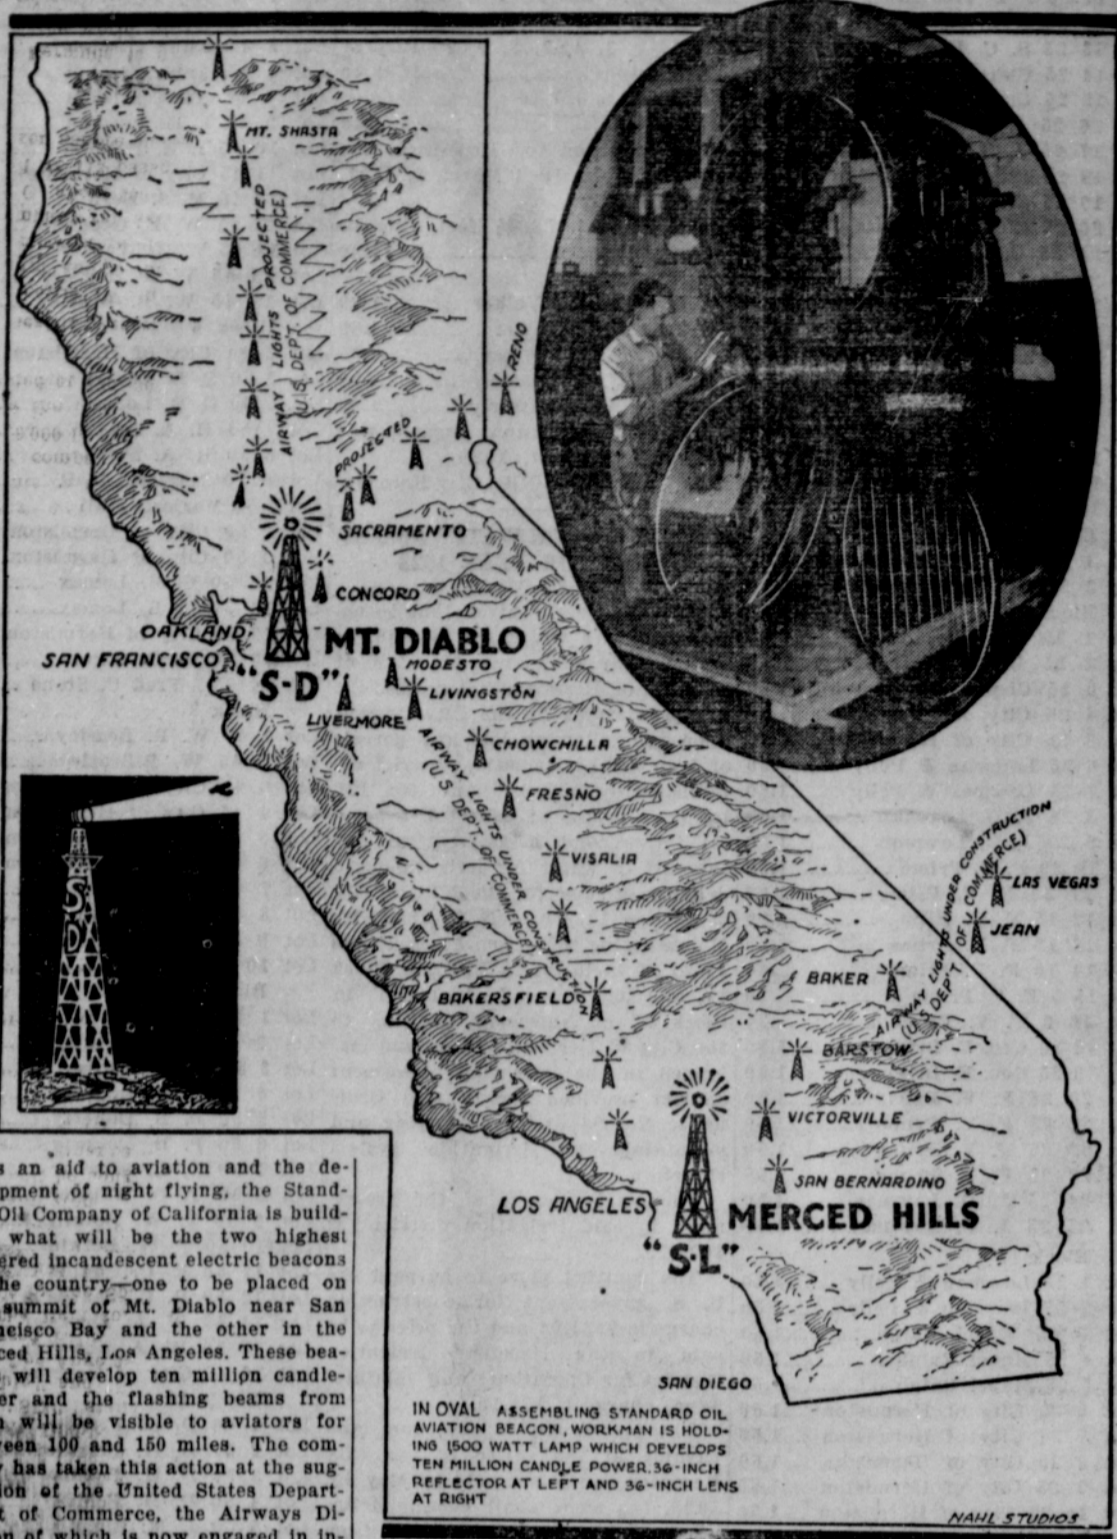 MT. SHASTA
AIRWAY LIGHTS PROJECTED
(U.S. DEPT. OF COMMERCE)
RENO
PROJECTED
SACRAMENTO
CONCORD
OAKLAND
MT. DIABLO
SAN FRANCISCO
MODESTO
"S-D"
LIVINGSTON
LIVERMORE
CHOWCHILLA
AIRWAY LIGHTS UNDER CONSTRUCTION
(U.S. DEPT. OF COMMERCE)
FRESNO
VISALIA
S-D
AIRWAY LIGHTS UNDER CONSTRUCTION
(U.S. DEP'T OF COMMERCE)
LAS VEGAS
JEAN
BAKER
BAKERSFIELD
BARSTOW
VICTORVILLE
SAN BERNARDINO
LOS ANGELES
MERCED HILLS
"S-L"
SAN DIEGO
s an aid to aviation and the de-
pment of night flying, the Stand-
Oil Company of California is build-
what will be the two highest
ered incandescent electric beacons
he country—one to be placed on
summit of Mt. Diablo near San
ncisco Bay and the other in the
ced Hills, Los Angeles. These bea-
will develop ten million candle-
er and the flashing beams from
will be visible to aviators for
een 100 and 150 miles. The com-
y has taken this action at the sug-
ion of the United States Depart-
t of Commerce, the Airways Di-
on of which is now engaged in in-
IN OVAL ASSEMBLING STANDARD OIL
AVIATION BEACON, WORKMAN IS HOLD-
ING 1500 WATT LAMP WHICH DEVELOPS
TEN MILLION CANDLE POWER. 36-INCH
REFLECTOR AT LEFT AND 36-INCH LENS
AT RIGHT
NAHL STUDIOS